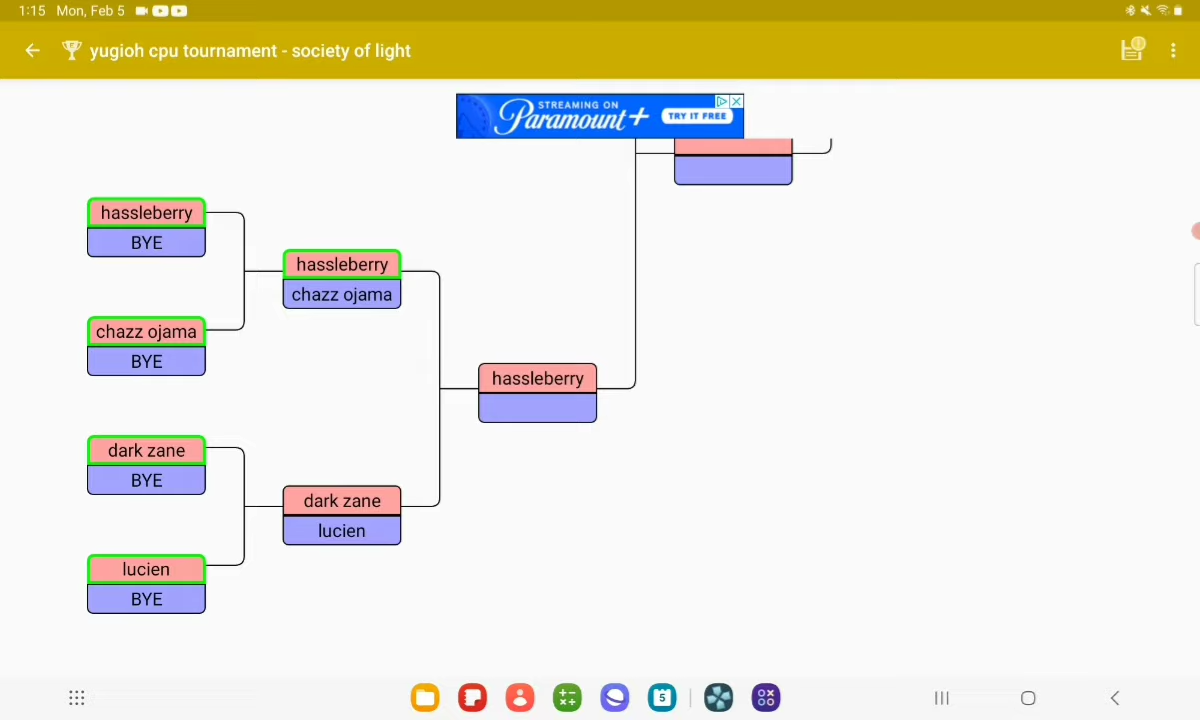 1:15 Mon, Feb 5
yugioh cpu tournament - society of light
STREAMING ON
Paramount+
TRY IT FREE
hassleberry
BYE
hassleberry
chazz ojama
chazz ojama
BYE
hassleberry
dark zane
BYE
dark zane
lucien
lucien
BYE
5